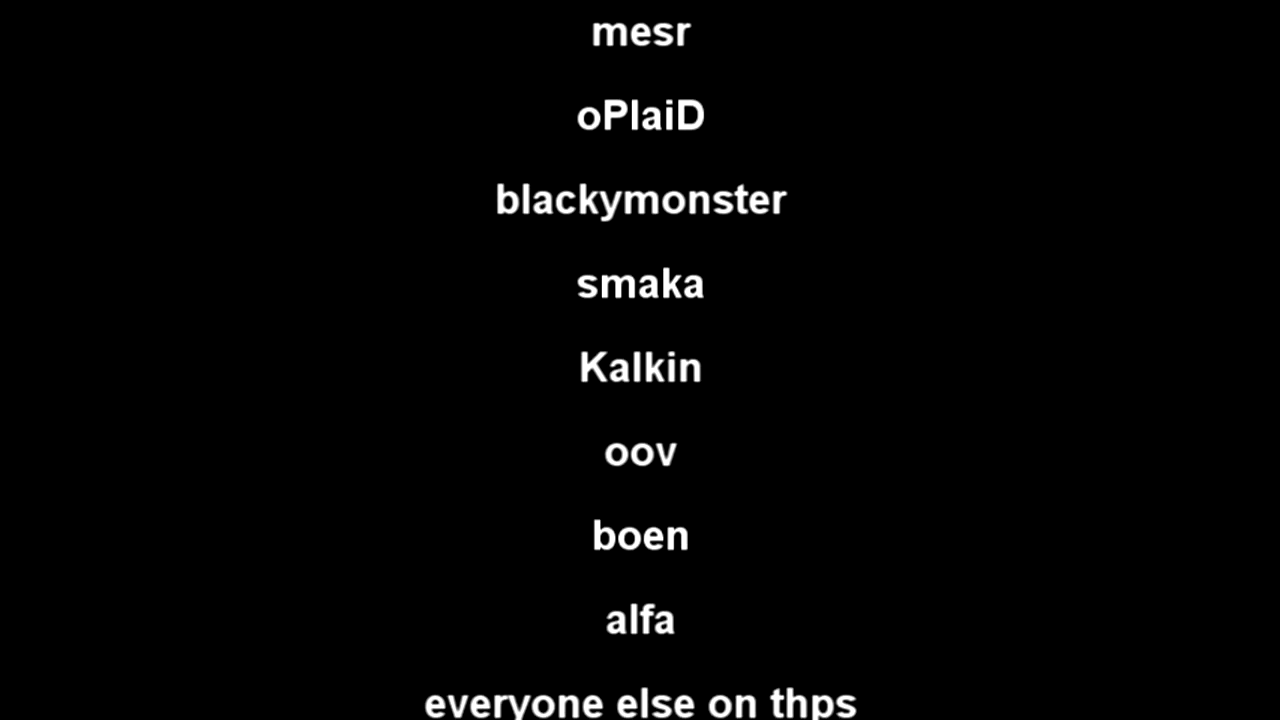 mesr
oPlaiD
blackymonster
smaka
Kalkin
oov
boen
alfa
everyone else on thps